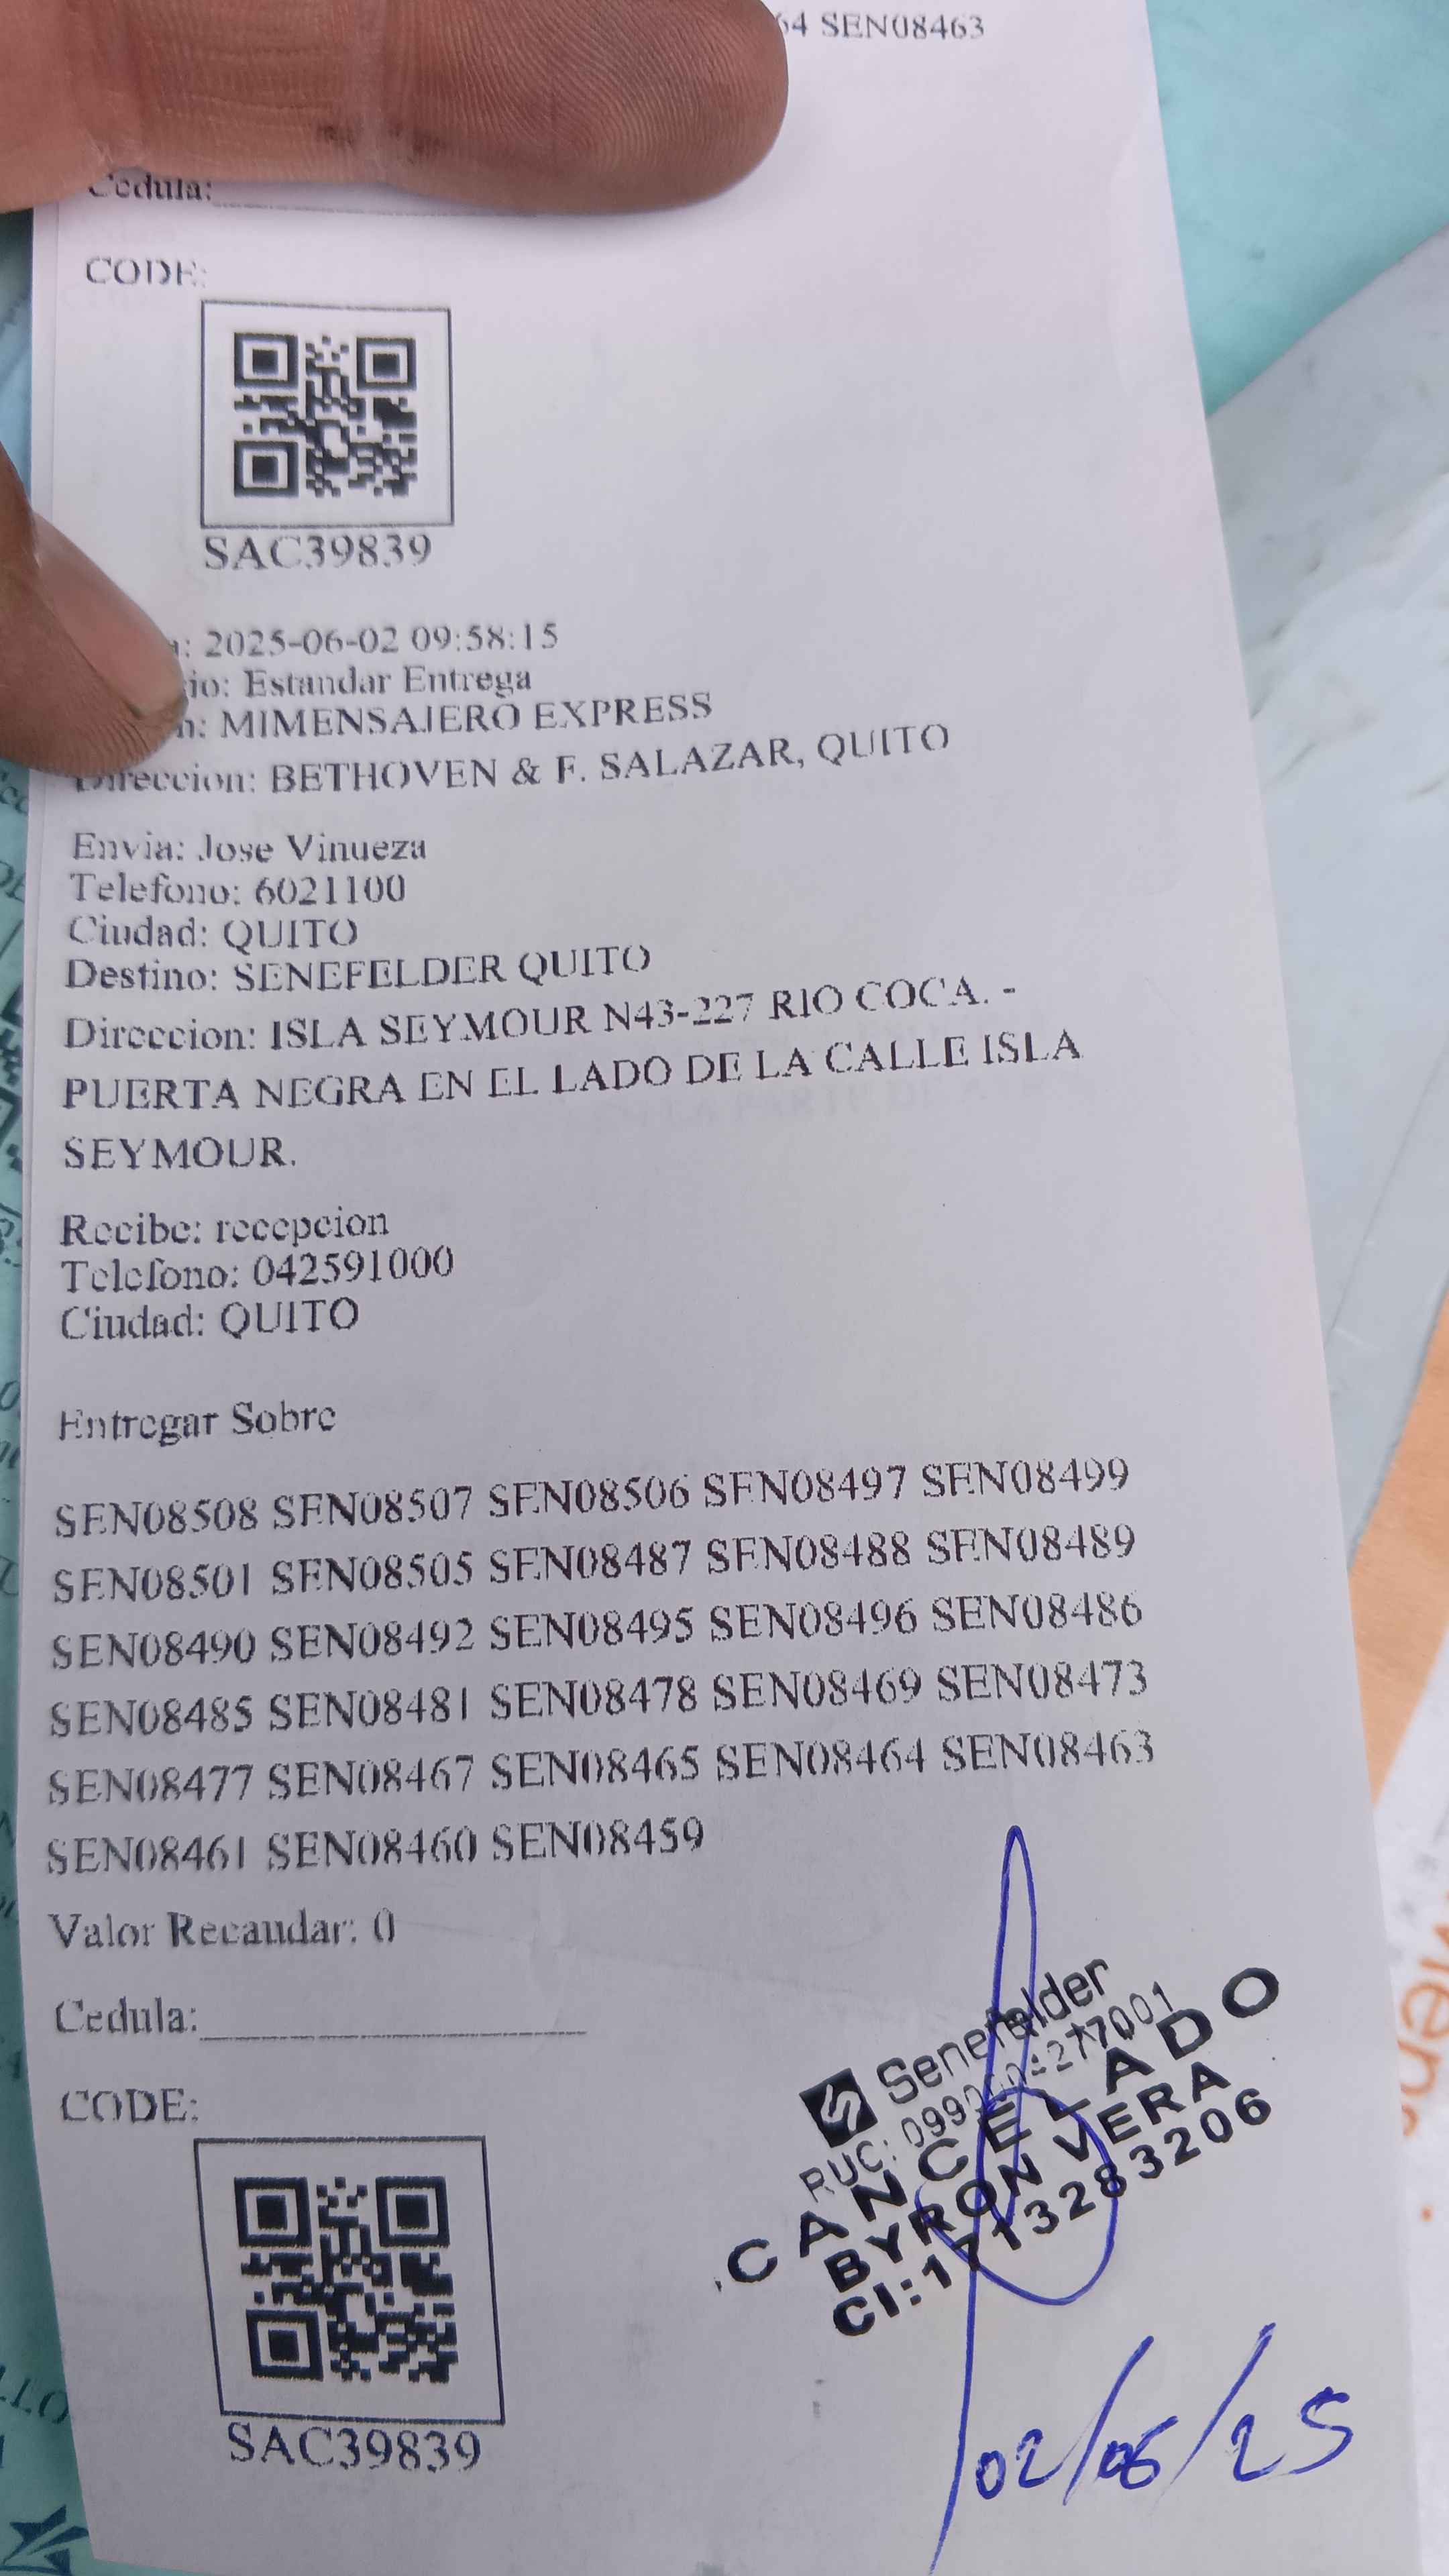 SEN08463
Cedula:
CODE:
SAC39839
2025-06-02 09:58:15
Estandar Entrega
MIMENSAJERO EXPRESS
Direccion: BETHOVEN & F. SALAZAR, QUITO
Envia: Jose Vinueza
Telefono: 6021100
Ciudad: QUITO
Destino: SENEFELDER QUITO
Direccion: ISLA SEYMOUR N43-227 RIO COCA. -
PUERTA NEGRA EN EL LADO DE LA CALLE ISLA
SEYMOUR.
Recibe: recepcion
Telefono: 042591000
Ciudad: QUITO
Entregar Sobre
SEN08508 SEN08507 SEN08506 SEN08497 SEN08499
SEN08501 SEN08505 SEN08487 SEN08488 SEN08489
SEN08490 SEN08492 SEN08495 SEN08496 SEN08486
SEN08485 SEN08481 SEN08478 SEN08469 SEN08473
SEN08477 SEN08467 SEN08465 SEN08464 SEN08463
SEN08461 SEN08460 SEN08459
Valor Recaudar: 0
Cedula:
CODE:
SAC39839
Senefelder
RUC:
CANCELADO
BYRON VERA
CI:1713283206
02/06/25